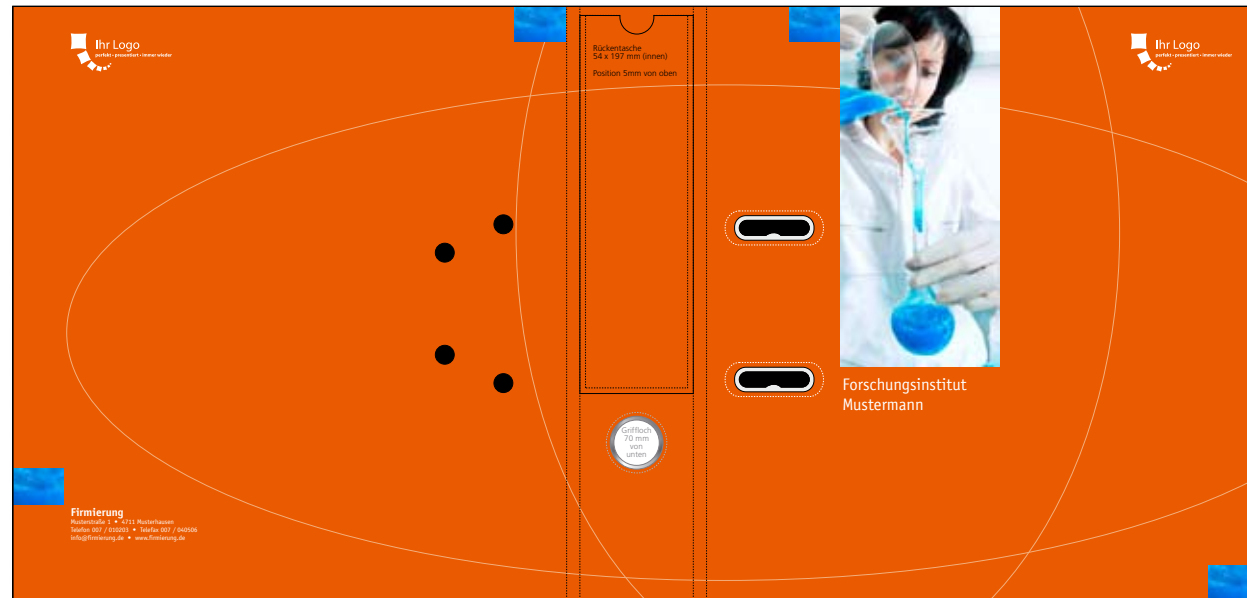 Ihr Logo
perfekt • präsentiert • immer wieder
Rückentasche
54 x 197 mm (innen)
Position 5mm von oben
Ihr Logo
perfekt • präsentiert • immer wieder
Forschungsinstitut
Mustermann
Griffloch
70 mm
von
unten
Firmierung
Musterstraße 1 • 4711 Musterhausen
Telefon 007 / 010203 • Telefax 007 / 040506
info@firmierung.de • www.firmierung.de